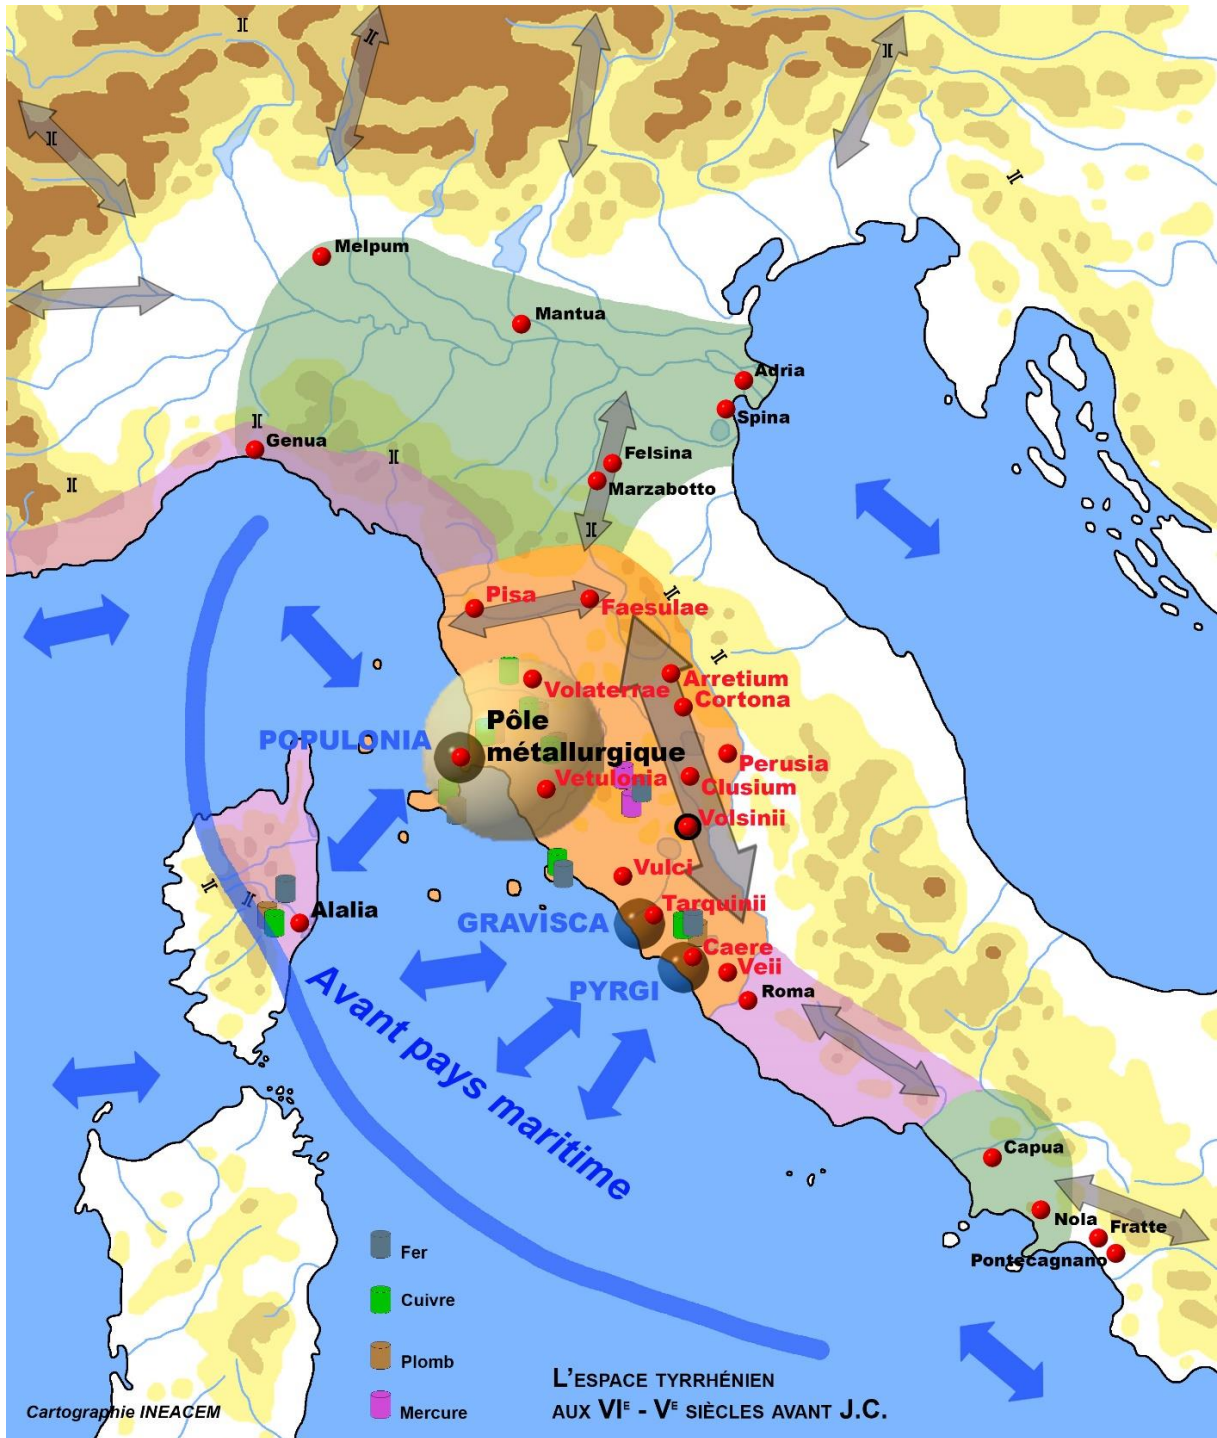 Melpum
Mantua
Adria
Spina
Genua
Felsina
Marzabotto
Pisa
Faesulae
Volaterrae
Arretium
Cortona
POPULONIA
Pôle
métallurgique
Perusia
Vetulonia
Clusium
Volsinii
Vulci
Alalia
Tarquinii
GRAVISCA
Caere
Veii
PYRGI
Roma
Avant pays maritime
Capua
Nola
Fratte
Pontecagnano
Fer
Cuivre
Plomb
Mercure
L'ESPACE TYRRHÉNIEN
AUX VIE - VE SIÈCLES AVANT J.C.
Cartographie INEACEM